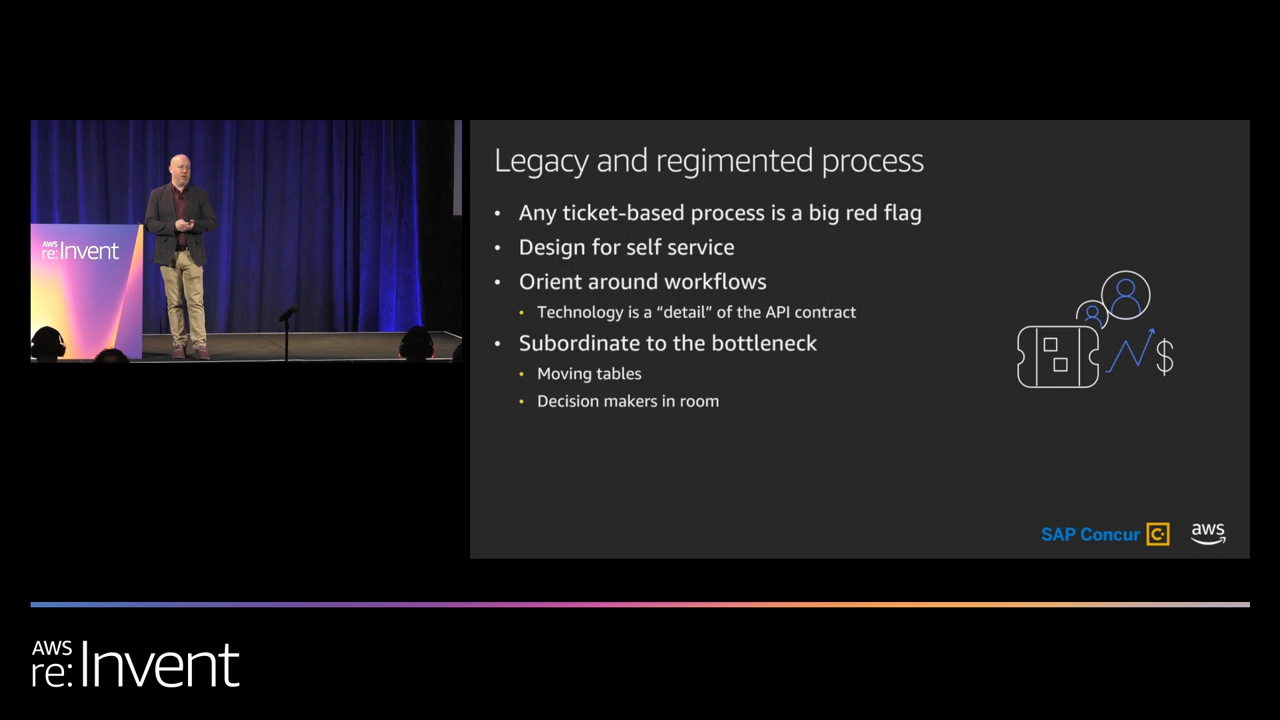 AWS
re:Invent
Legacy and regimented process
• Any ticket-based process is a big red flag
• Design for self service
• Orient around workflows
• Technology is a “detail” of the API contract
• Subordinate to the bottleneck
• Moving tables
• Decision makers in room
$
SAP Concur C
aws
AWS
re:Invent